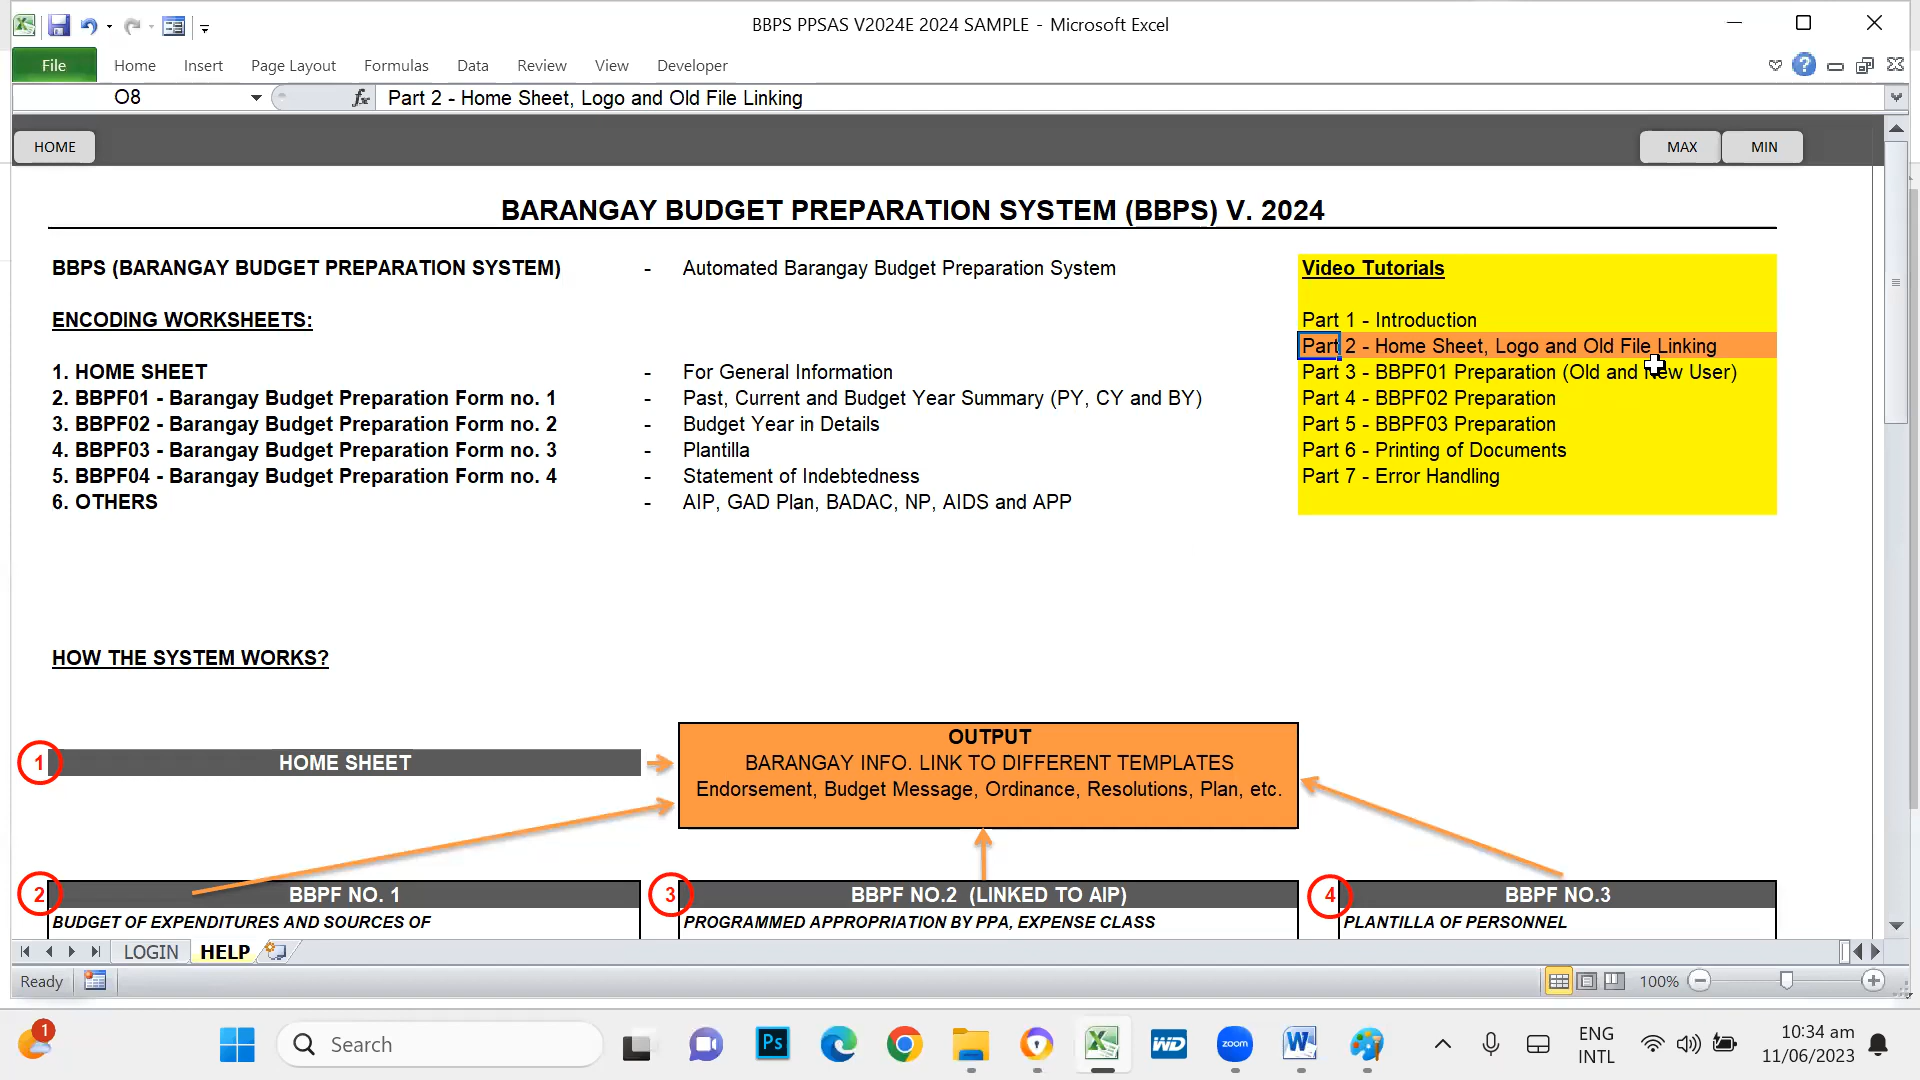 BBPS PPSAS V2024E 2024 SAMPLE - Microsoft Excel
File Home Insert Page Layout Formulas Data Review View Developer
O8 fx Part 2 - Home Sheet, Logo and Old File Linking
HOME MAX MIN
BARANGAY BUDGET PREPARATION SYSTEM (BBPS) V. 2024
BBPS (BARANGAY BUDGET PREPARATION SYSTEM) - Automated Barangay Budget Preparation System
ENCODING WORKSHEETS:
1. HOME SHEET - For General Information
2. BBPF01 - Barangay Budget Preparation Form no. 1 - Past, Current and Budget Year Summary (PY, CY and BY)
3. BBPF02 - Barangay Budget Preparation Form no. 2 - Budget Year in Details
4. BBPF03 - Barangay Budget Preparation Form no. 3 - Plantilla
5. BBPF04 - Barangay Budget Preparation Form no. 4 - Statement of Indebtedness
6. OTHERS - AIP, GAD Plan, BADAC, NP, AIDS and APP
Video Tutorials
Part 1 - Introduction
Part 2 - Home Sheet, Logo and Old File Linking
Part 3 - BBPF01 Preparation (Old and New User)
Part 4 - BBPF02 Preparation
Part 5 - BBPF03 Preparation
Part 6 - Printing of Documents
Part 7 - Error Handling
HOW THE SYSTEM WORKS?
1 HOME SHEET
OUTPUT
BARANGAY INFO. LINK TO DIFFERENT TEMPLATES
Endorsement, Budget Message, Ordinance, Resolutions, Plan, etc.
2 BBPF NO. 1
BUDGET OF EXPENDITURES AND SOURCES OF
3 BBPF NO.2 (LINKED TO AIP)
PROGRAMMED APPROPRIATION BY PPA, EXPENSE CLASS
4 BBPF NO.3
PLANTILLA OF PERSONNEL
LOGIN HELP
Ready 100%
1 Search Ps WD zoom W ENG 10:34 am
INTL 11/06/2023